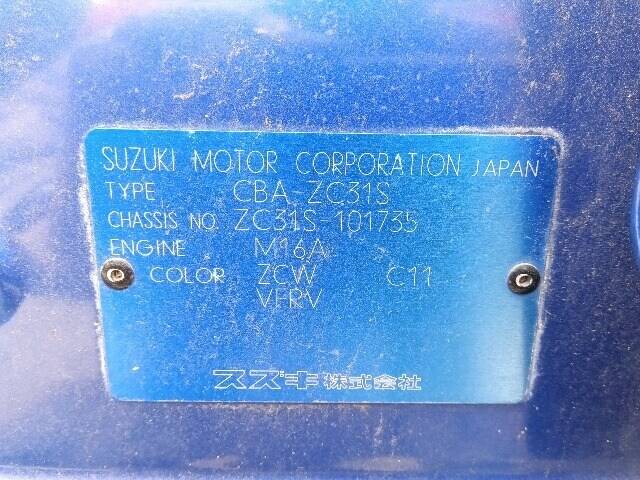 SUZUKI MOTOR CORPORATION JAPAN
TYPE CBA-ZC31S
CHASSIS NO. ZC31S-101735
ENGINE M16A
COLOR ZCW C11
VFRV
スズキ株式会社